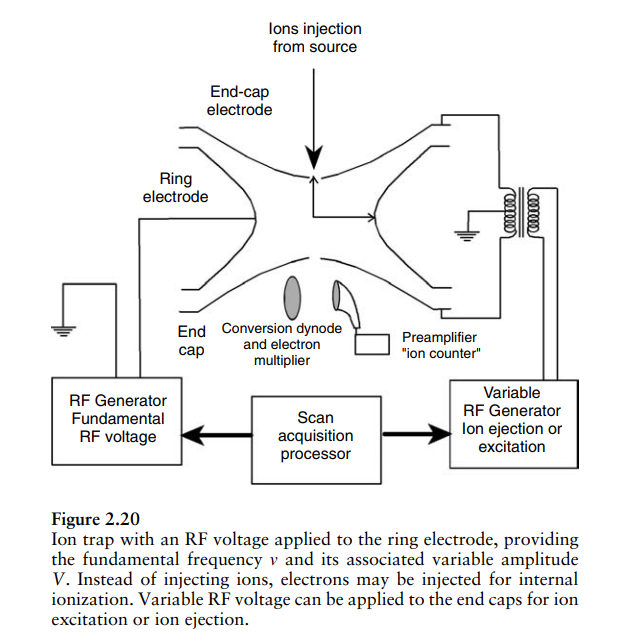 Ions injection
from source
End-cap
electrode
Ring
electrode
End
cap
Conversion dynode
and electron
multiplier
Preamplifier
"ion counter"
RF Generator
Fundamental
RF voltage
Scan
acquisition
processor
Variable
RF Generator
Ion ejection or
excitation
Figure 2.20
Ion trap with an RF voltage applied to the ring electrode, providing
the fundamental frequency ν and its associated variable amplitude
V. Instead of injecting ions, electrons may be injected for internal
ionization. Variable RF voltage can be applied to the end caps for ion
excitation or ion ejection.